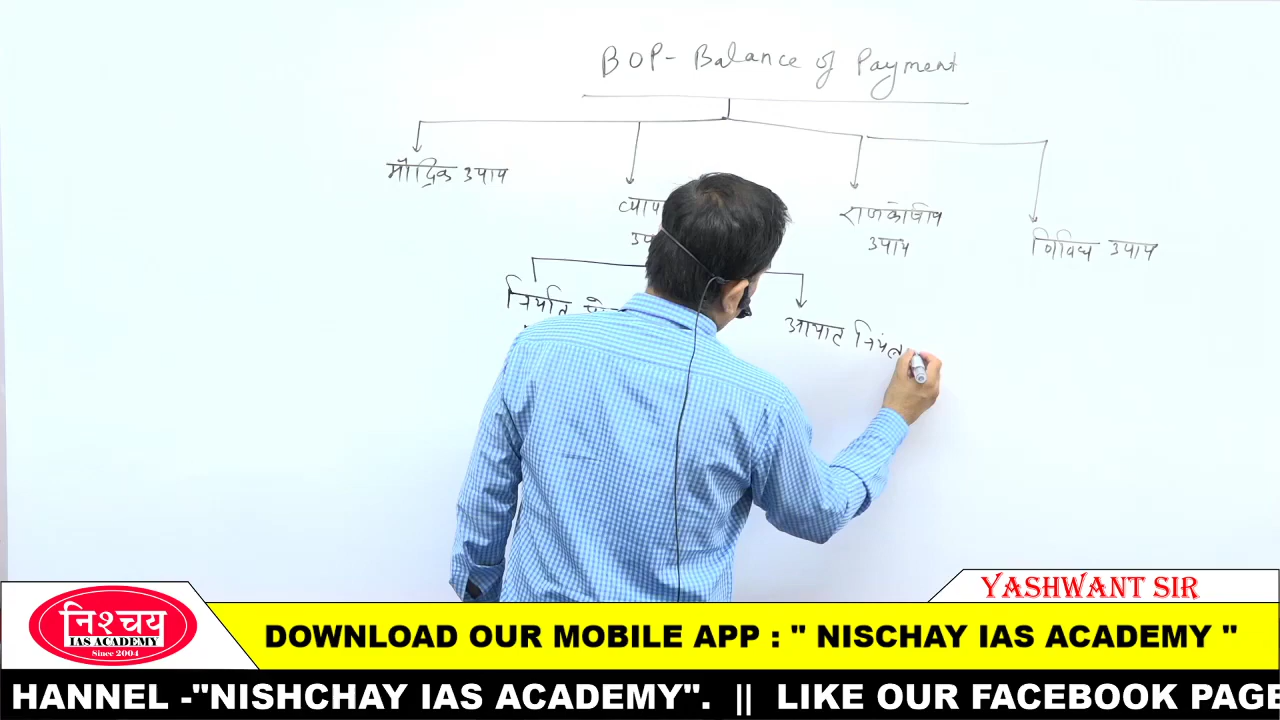 BOP - Balance of Payment
मौद्रिक उपाय
राजकोषीय
उपाय
विविध उपाय
निर्यात
आयात
निश्चय
IAS ACADEMY
Since 2004
YASHWANT SIR
DOWNLOAD OUR MOBILE APP : " NISCHAY IAS ACADEMY "
HANNEL -"NISHCHAY IAS ACADEMY". || LIKE OUR FACEBOOK PAGE